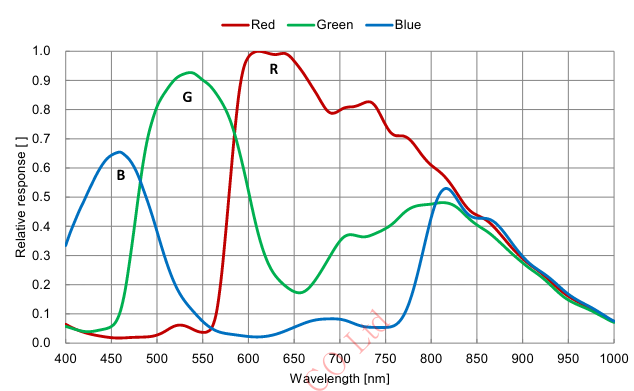 Red Green Blue
1.0
0.9
0.8
0.7
0.6
0.5
0.4
0.3
0.2
0.1
0.0
Relative response [ ]
R
G
B
400 450 500 550 600 650 700 750 800 850 900 950 1000
Wavelength [nm]
CO Ltd